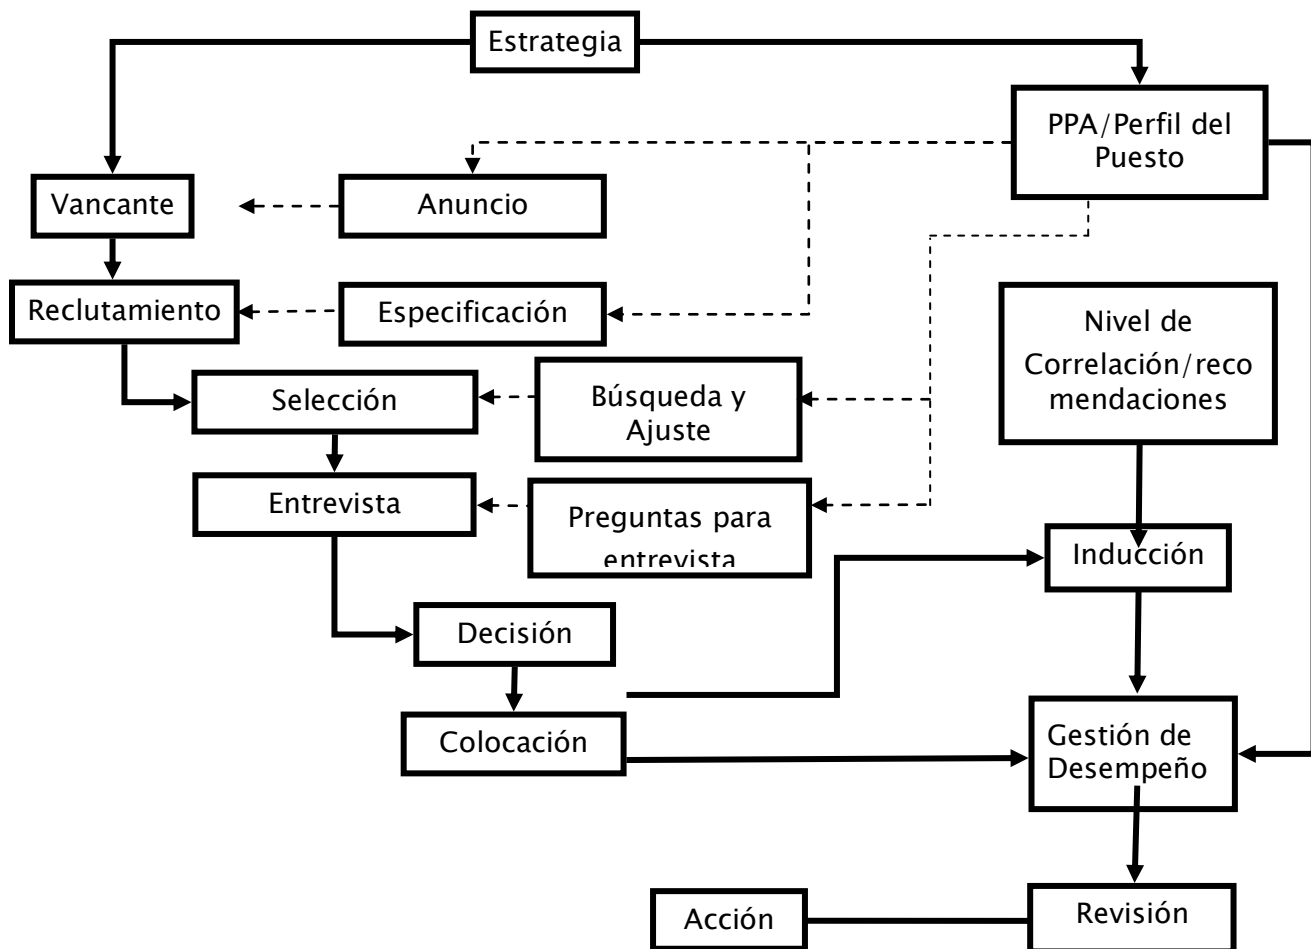 Estrategia
PPA/Perfil del
Puesto
Vancante
Anuncio
Reclutamiento
Especificación
Nivel de
Correlación/reco
mendaciones
Selección
Búsqueda y
Ajuste
Entrevista
Preguntas para
entrevista
Inducción
Decisión
Colocación
Gestión de
Desempeño
Acción
Revisión